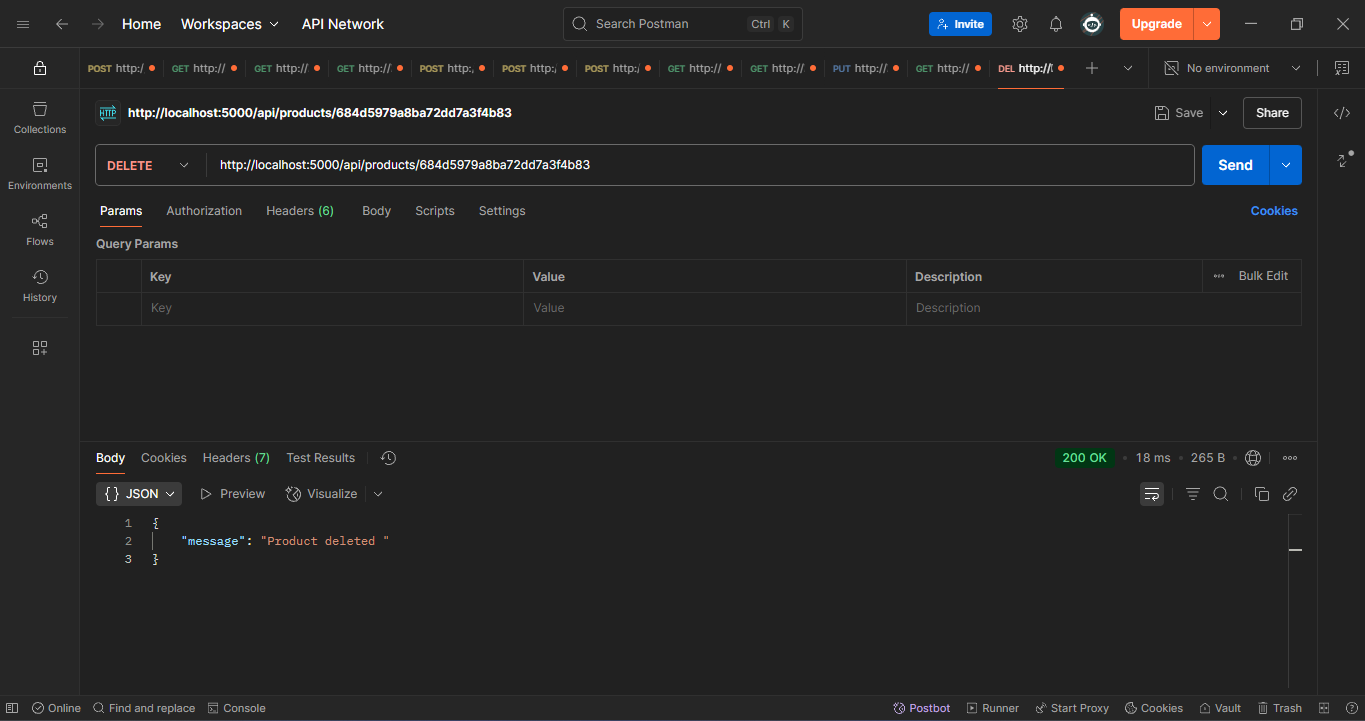 Home Workspaces API Network Search Postman Ctrl K Invite Upgrade
POST http:/ GET http:// GET http:// GET http:// POST http:, POST http:/ POST http:/ GET http:// GET http:// PUT http:// GET http:// DEL http:// No environment
Collections
Environments
Flows
History
HTTP http://localhost:5000/api/products/684d5979a8ba72dd7a3f4b83 Save Share
DELETE http://localhost:5000/api/products/684d5979a8ba72dd7a3f4b83 Send
Params Authorization Headers (6) Body Scripts Settings Cookies
Query Params
Key Value Description Bulk Edit
Key Value Description
Body Cookies Headers (7) Test Results 200 OK • 18 ms • 265 B
{} JSON Preview Visualize
1 {
2 "message": "Product deleted "
3 }
Online Find and replace Console Postbot Runner Start Proxy Cookies Vault Trash